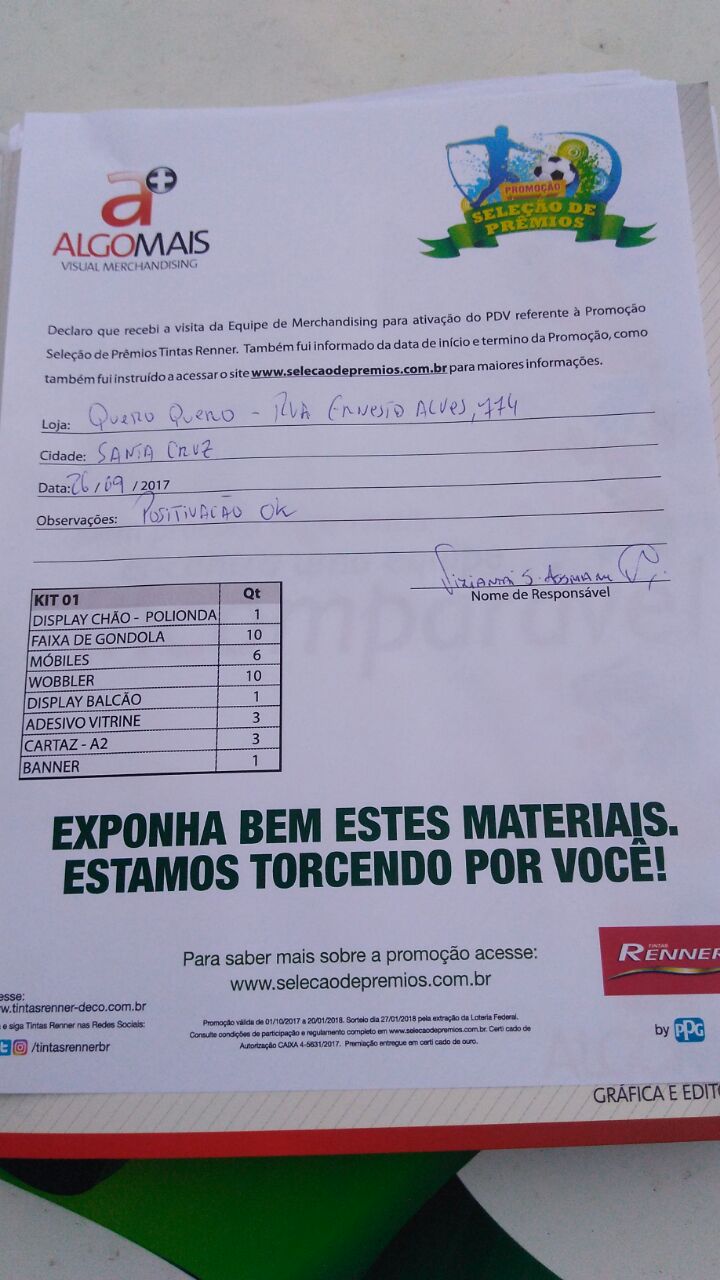 a+
ALGOMAIS
VISUAL MERCHANDISING
PROMOÇÃO
SELEÇÃO DE
PRÊMIOS
Declaro que recebi a visita da Equipe de Merchandising para ativação do PDV referente à Promoção
Seleção de Prêmios Tintas Renner. Também fui informado da data de início e termino da Promoção, como
também fui instruído a acessar o site www.selecaodepremios.com.br para maiores informações.
Loja: QUERO QUERO - RUA ERNESTO ALVES, 774
Cidade: SANTA CRUZ
Data: 26 / 09 / 2017
Observações: POSITIVAÇÃO OK
Nome de Responsável
KIT 01 Qt
DISPLAY CHÃO - POLIONDA 1
FAIXA DE GONDOLA 10
MÓBILES 6
WOBBLER 10
DISPLAY BALCÃO 1
ADESIVO VITRINE 3
CARTAZ - A2 3
BANNER 1
EXPONHA BEM ESTES MATERIAIS.
ESTAMOS TORCENDO POR VOCÊ!
Para saber mais sobre a promoção acesse:
www.selecaodepremios.com.br
TINTAS
RENNER
by PPG
esse:
w.tintasrenner-deco.com.br
e siga Tintas Renner nas Redes Sociais:
/tintasrennerbr
Promoção válida de 01/10/2017 a 20/01/2018. Sorteio dia 27/01/2018 pela extração da Loteria Federal.
Consulte condições de participação e regulamento completo em www.selecaodepremios.com.br. Certi cado de
Autorização CAIXA 4-5631/2017. Premiação entregue em certi cado de ouro.
GRÁFICA E EDITO